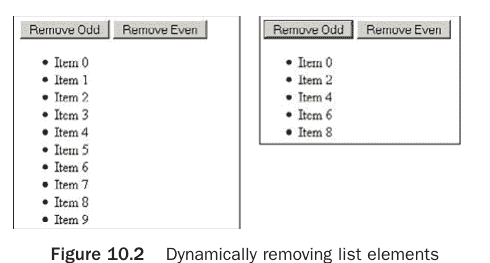 Remove Odd Remove Even
Item 0
Item 1
Item 2
Item 3
Item 4
Item 5
Item 6
Item 7
Item 8
Item 9
Remove Odd Remove Even
Item 0
Item 2
Item 4
Item 6
Item 8
Figure 10.2 Dynamically removing list elements